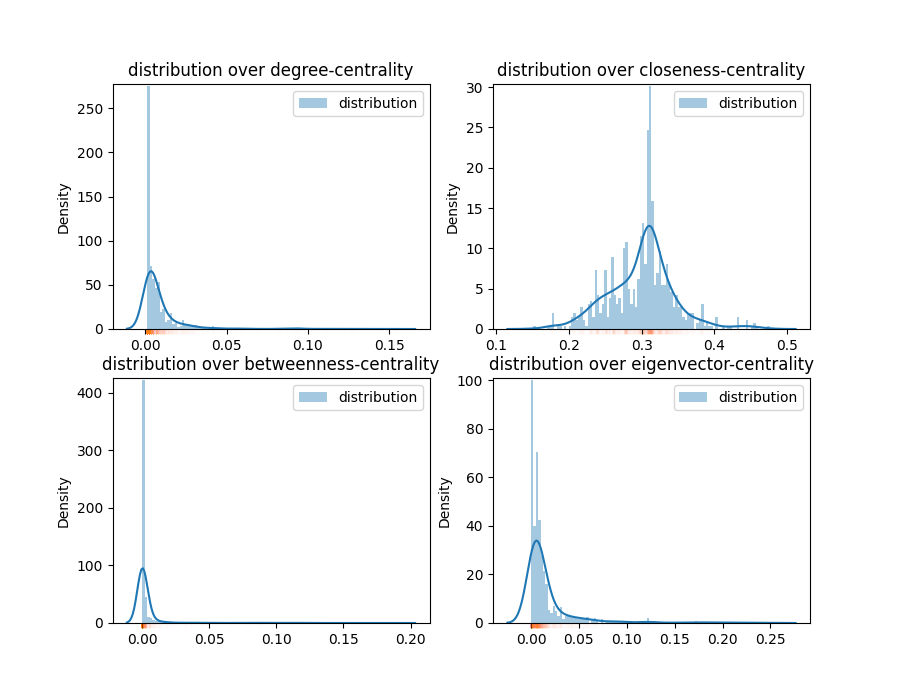 distribution over degree-centrality
distribution
Density
250
200
150
100
50
0
0.00 0.05 0.10 0.15
distribution over closeness-centrality
distribution
Density
30
25
20
15
10
5
0
0.1 0.2 0.3 0.4 0.5
distribution over betweenness-centrality
distribution
Density
400
300
200
100
0
0.00 0.05 0.10 0.15 0.20
distribution over eigenvector-centrality
distribution
Density
100
80
60
40
20
0
0.00 0.05 0.10 0.15 0.20 0.25